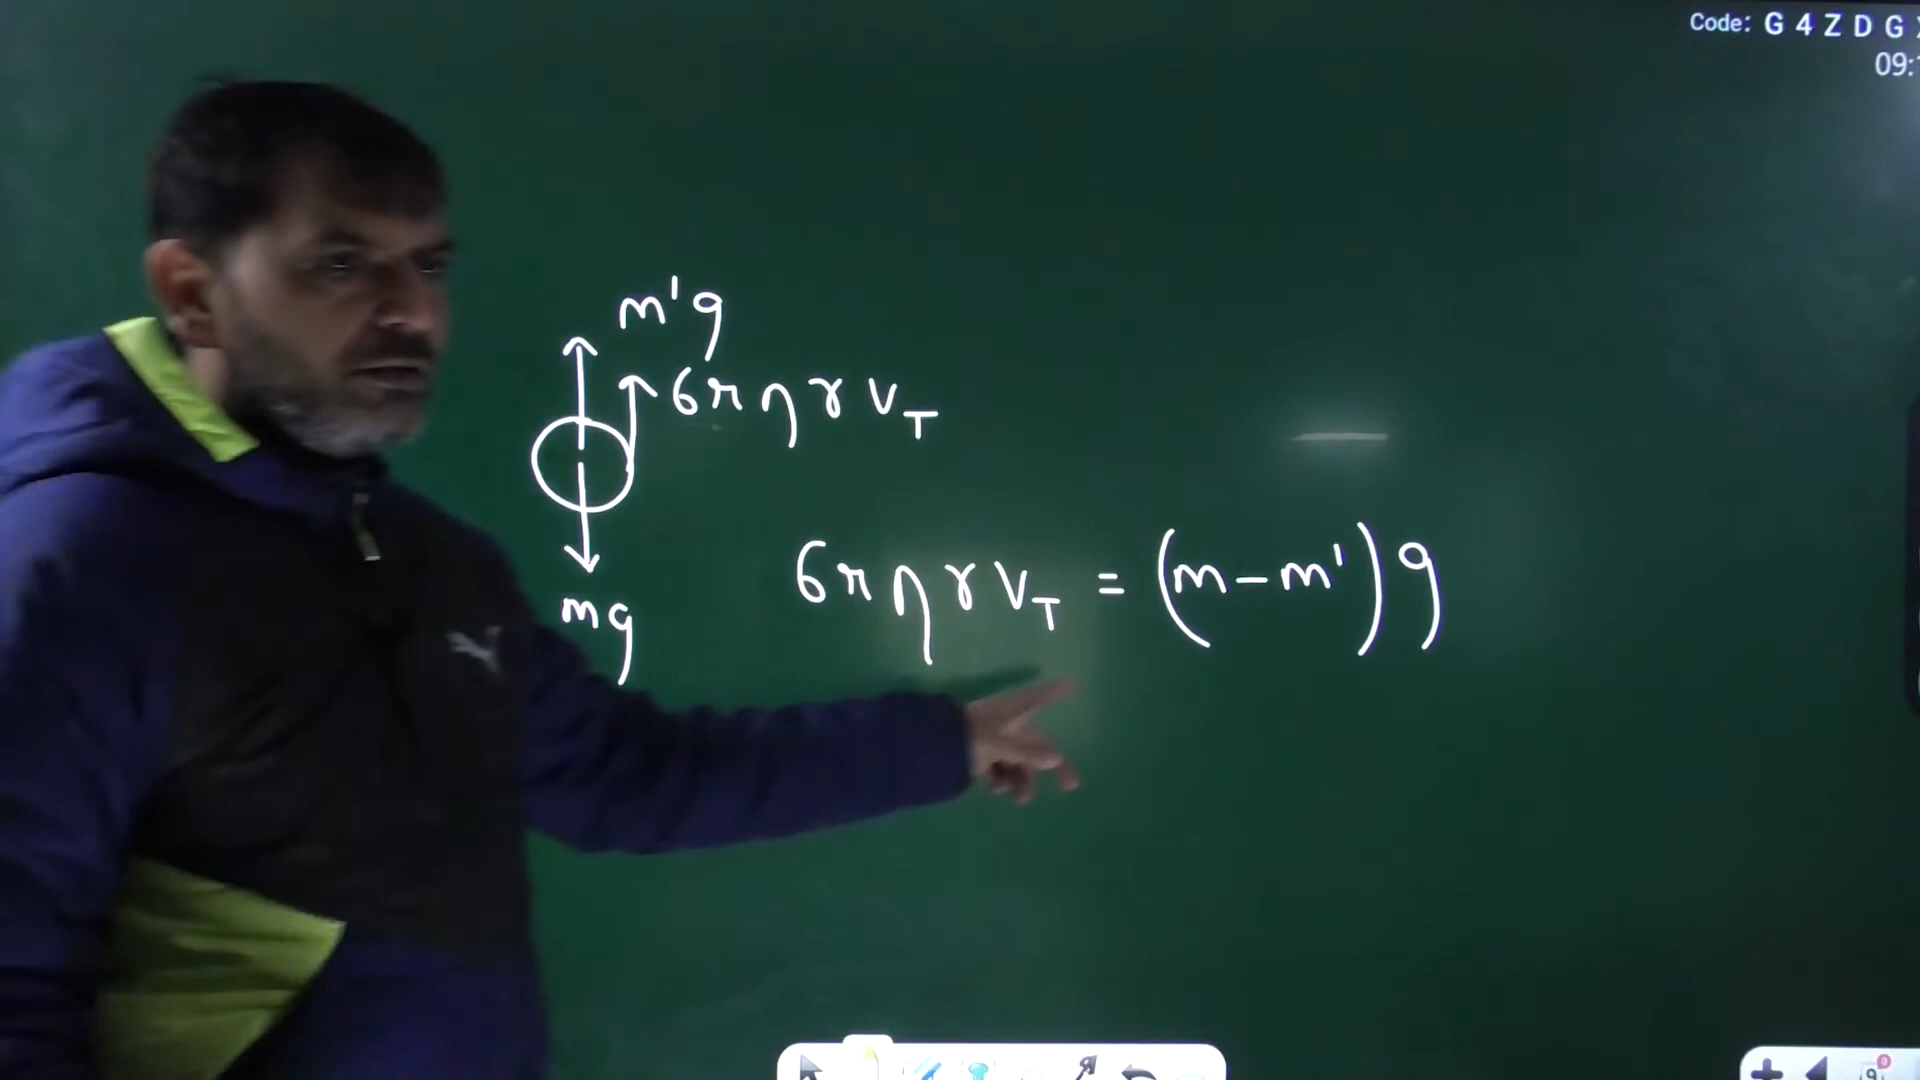 Code: G 4 Z D G
09:
m'g
6πηrv_T
mg
6πηrv_T = (m - m')g